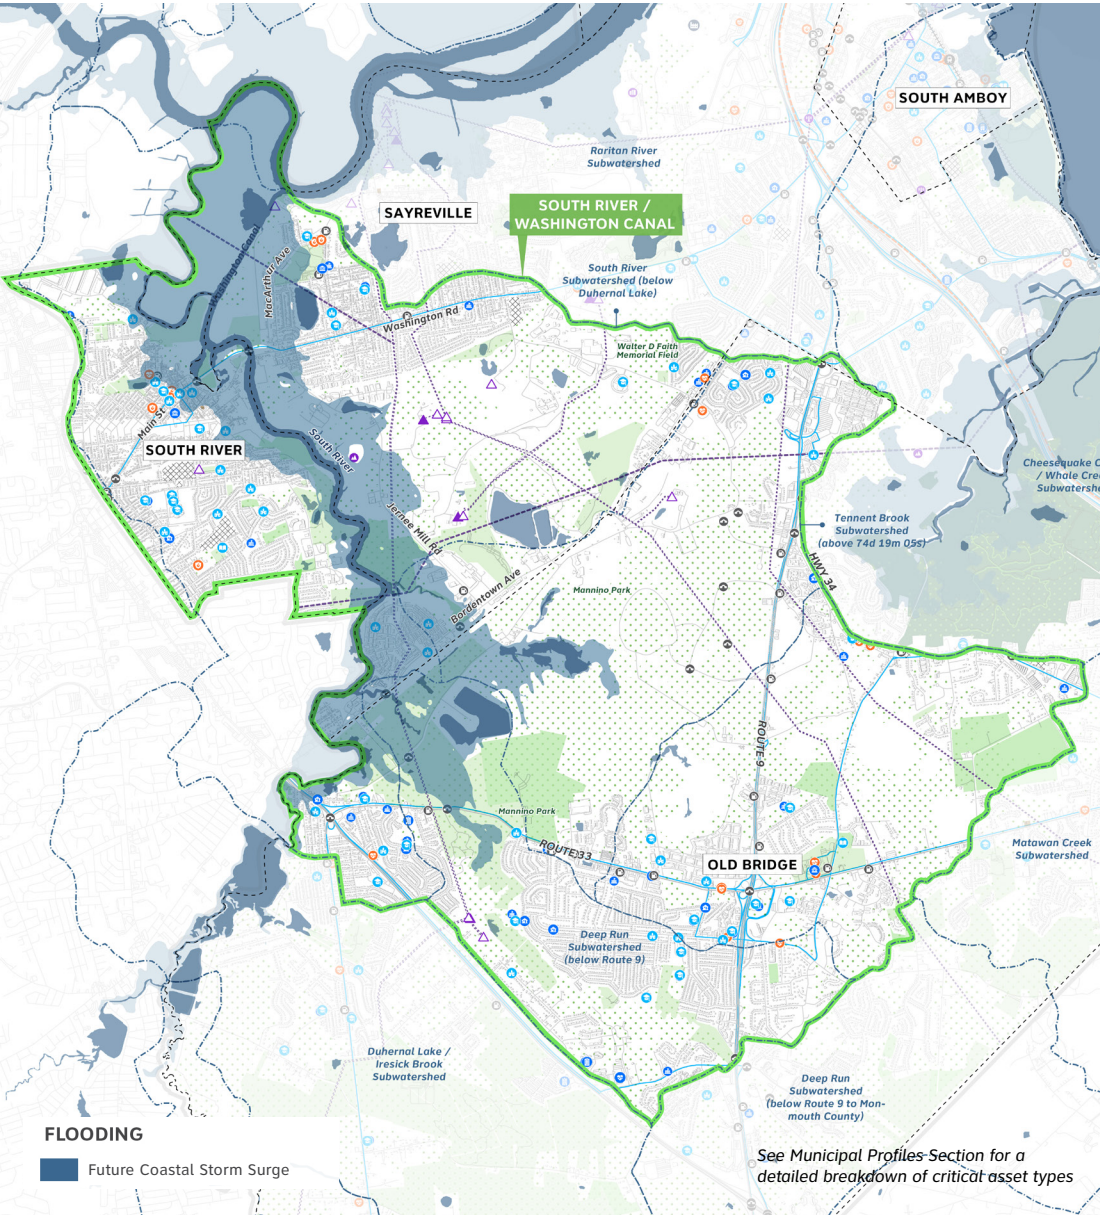 SOUTH AMBOY
Raritan River
Subwatershed
SAYREVILLE
SOUTH RIVER /
WASHINGTON CANAL
Washington Canal
MacArthur Ave
South River
Subwatershed (below
Duhernal Lake)
Washington Rd
Walter D Faith
Memorial Field
Main St
SOUTH RIVER
South River
Cheesequake C
/ Whale Cree
Subwatershe
Jernee Mill Rd
Tennent Brook
Subwatershed
(above 74d 19m 05s)
HWY 34
Bordentown Ave
Mannino Park
ROUTE 9
Mannino Park
ROUTE 33
OLD BRIDGE
Matawan Creek
Subwatershed
Deep Run
Subwatershed
(below Route 9)
Duhernal Lake /
Iresick Brook
Subwatershed
Deep Run
Subwatershed
(below Route 9 to Mon-
mouth County)
FLOODING
Future Coastal Storm Surge
See Municipal Profiles Section for a
detailed breakdown of critical asset types